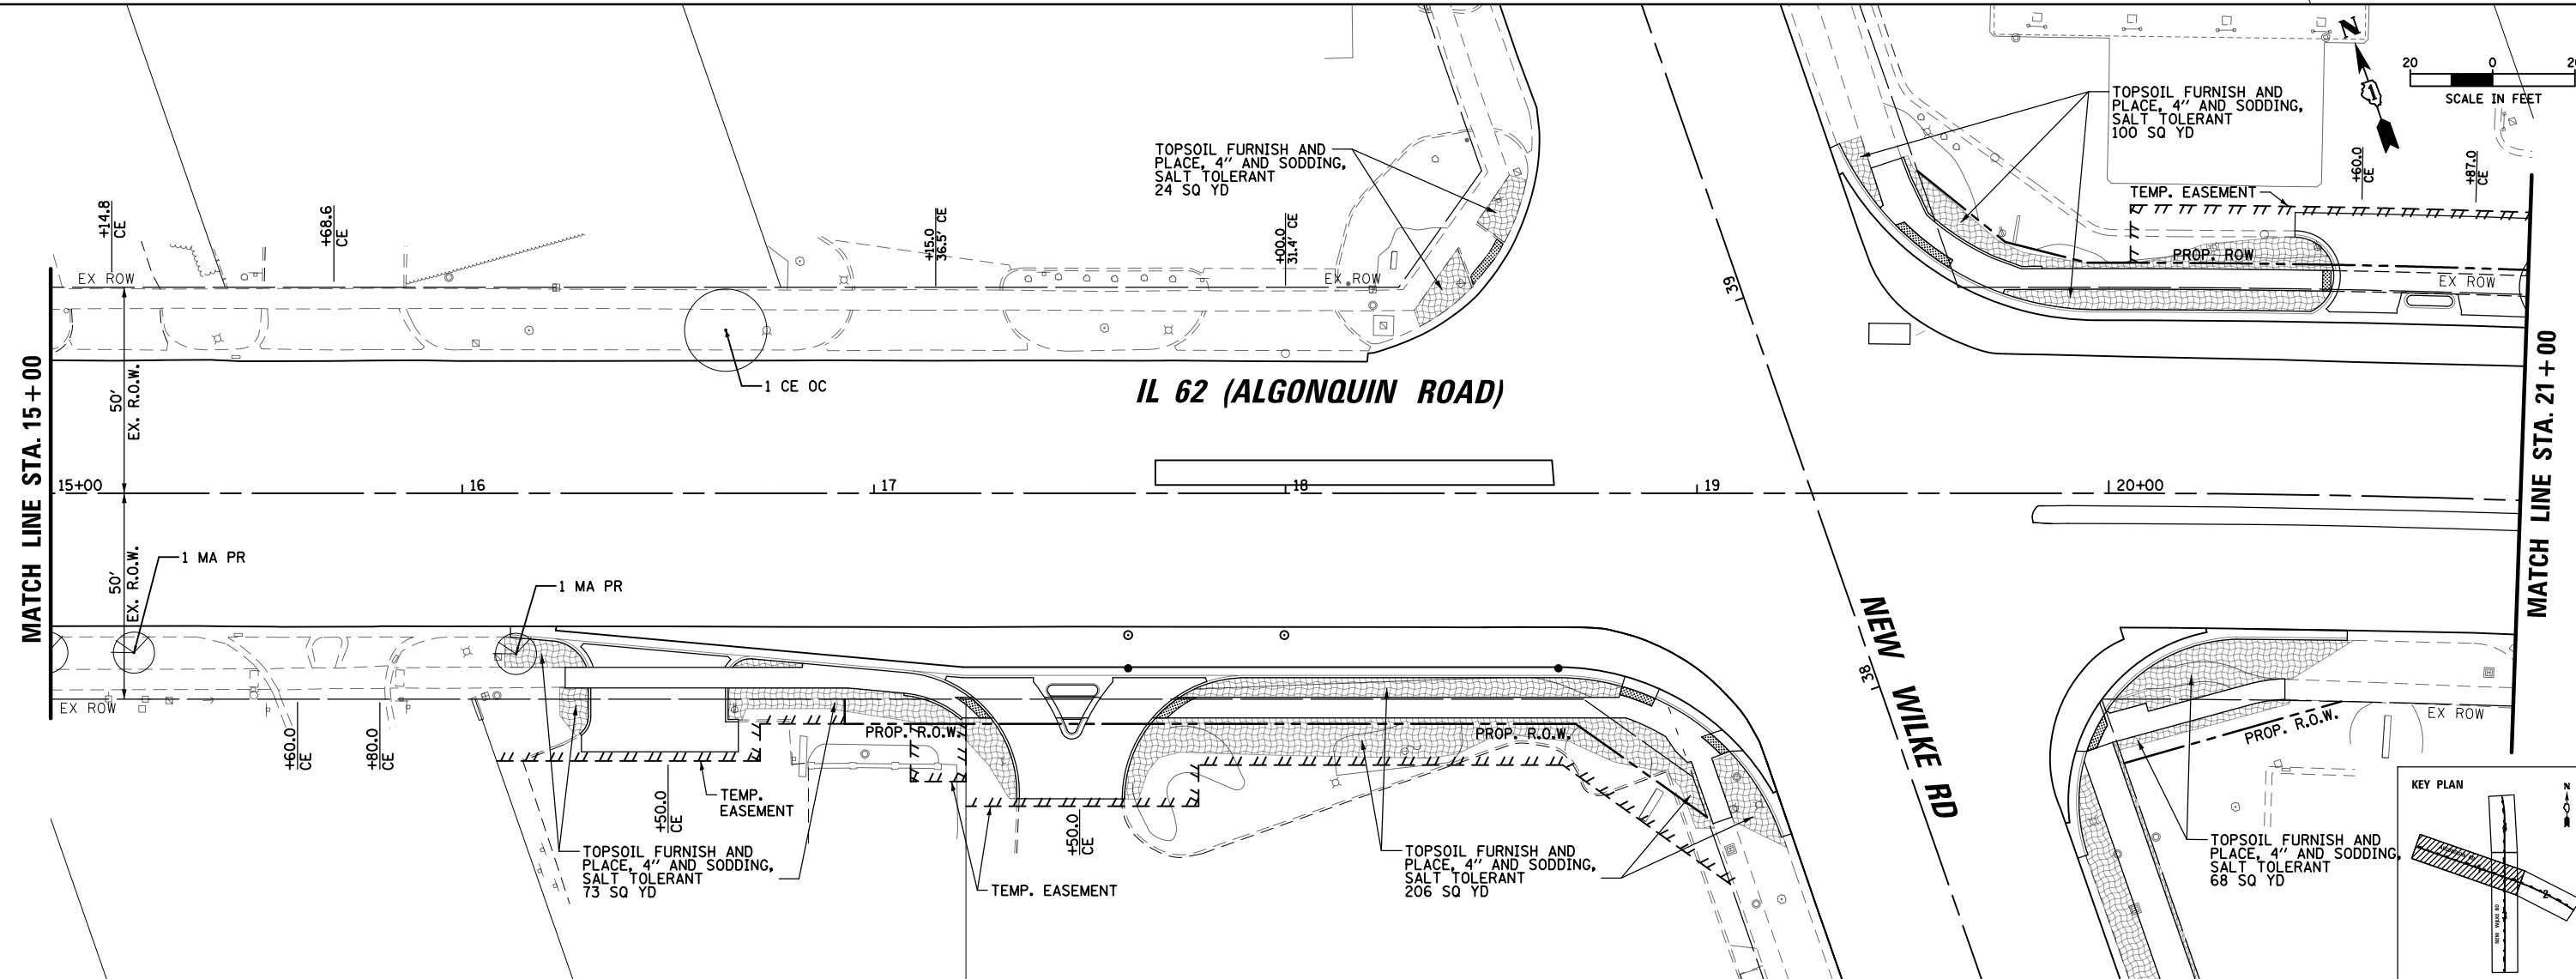 N
20
0
20
SCALE IN FEET
TOPSOIL FURNISH AND
PLACE, 4" AND SODDING,
SALT TOLERANT
100 SQ YD
TOPSOIL FURNISH AND
PLACE, 4" AND SODDING,
SALT TOLERANT
24 SQ YD
+60.0
CE
+87.0
CE
TEMP. EASEMENT
+14.8
CE
+68.6
CE
+15.0
36.5' CE
+00.0
31.4' CE
EX ROW
EX ROW
PROP. ROW
EX ROW
39
MATCH LINE STA. 15+00
50'
EX. R.O.W.
1 CE OC
IL 62 (ALGONQUIN ROAD)
MATCH LINE STA. 21+00
15+00
16
17
18
19
20+00
50'
EX. R.O.W.
1 MA PR
1 MA PR
NEW WILKE RD
38
EX ROW
+60.0
CE
+80.0
CE
PROP. R.O.W.
PROP. R.O.W.
PROP. R.O.W.
EX ROW
+50.0
CE
TEMP.
EASEMENT
+50.0
CE
TOPSOIL FURNISH AND
PLACE, 4" AND SODDING,
SALT TOLERANT
73 SQ YD
TEMP. EASEMENT
TOPSOIL FURNISH AND
PLACE, 4" AND SODDING,
SALT TOLERANT
206 SQ YD
TOPSOIL FURNISH AND
PLACE, 4" AND SODDING,
SALT TOLERANT
68 SQ YD
KEY PLAN
N
2
NEW WILKE RD